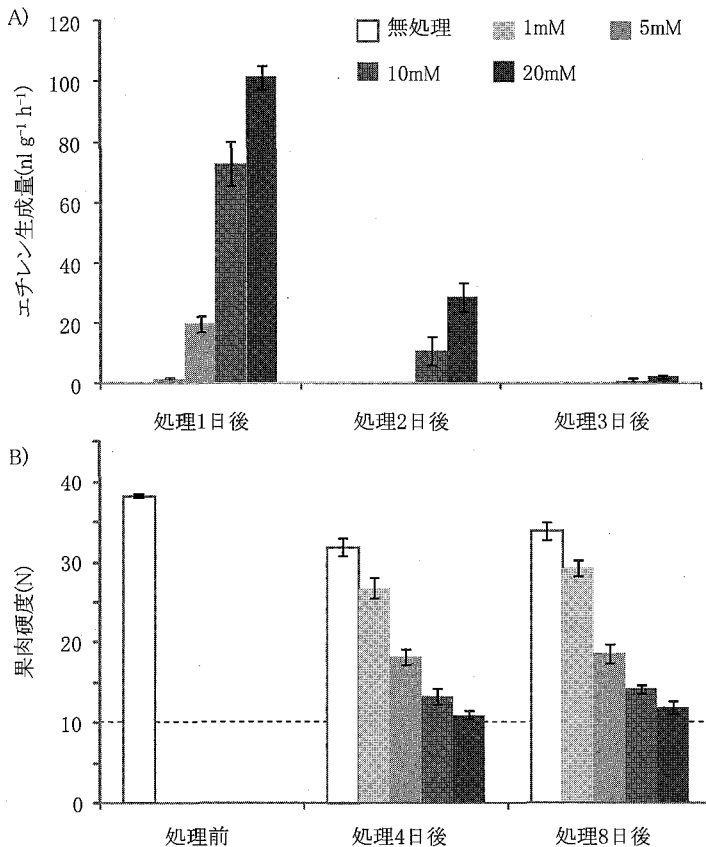 A)
120
100
80
60
40
20
0
エチレン生成量(nl g⁻¹ h⁻¹)
無処理
1mM
5mM
10mM
20mM
処理1日後
処理2日後
処理3日後
B)
40
30
20
10
0
果肉硬度(N)
処理前
処理4日後
処理8日後